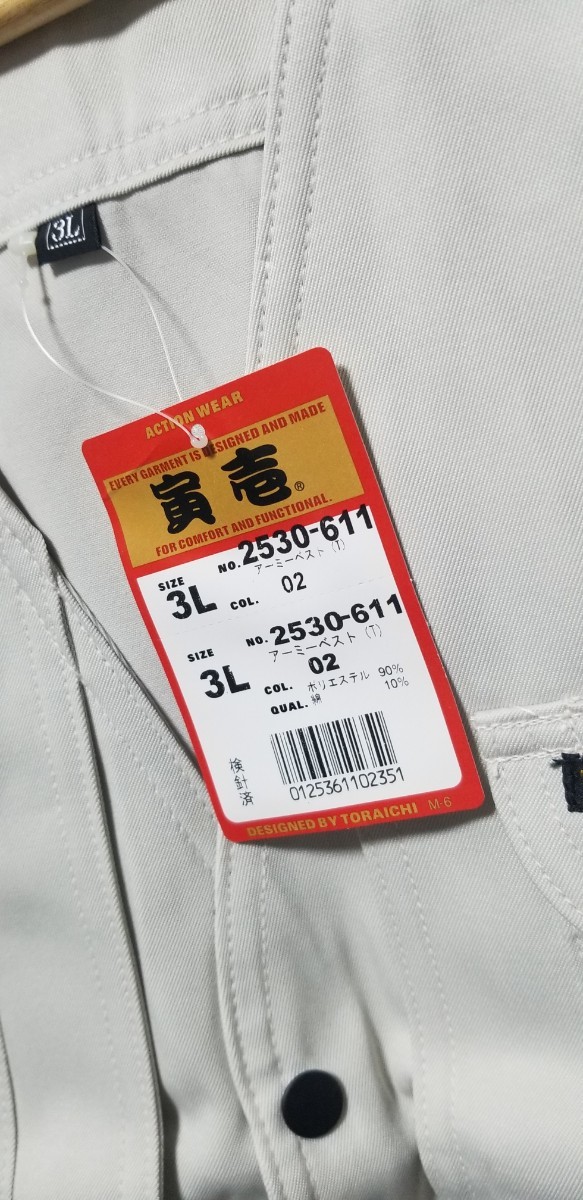 3L
ACTION WEAR
EVERY GARMENT IS DESIGNED AND MADE
寅壱®
FOR COMFORT AND FUNCTIONAL.
SIZE 3L NO. 2530-611
アーミーベスト(T)
COL. 02
SIZE 3L NO. 2530-611
アーミーベスト(T)
COL. 02
QUAL. ポリエステル 90%
綿 10%
検針済
0125361102351
DESIGNED BY TORAICHI M-6